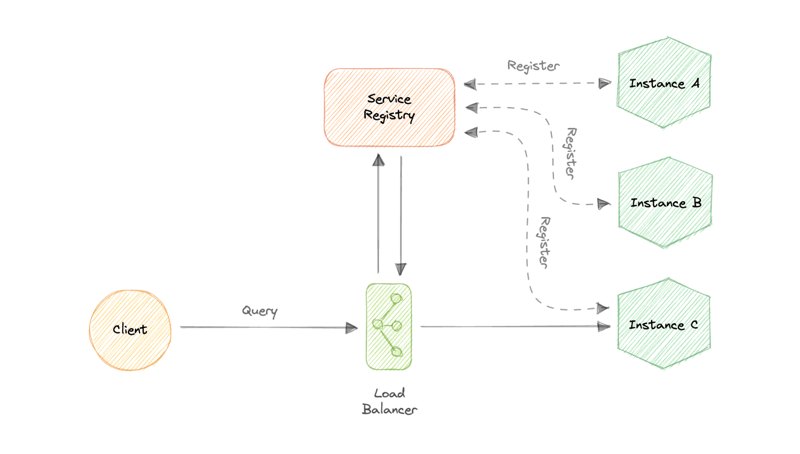 Register
Instance A
Service
Registry
Register
Instance B
Register
Query
Client
Instance C
Load
Balancer